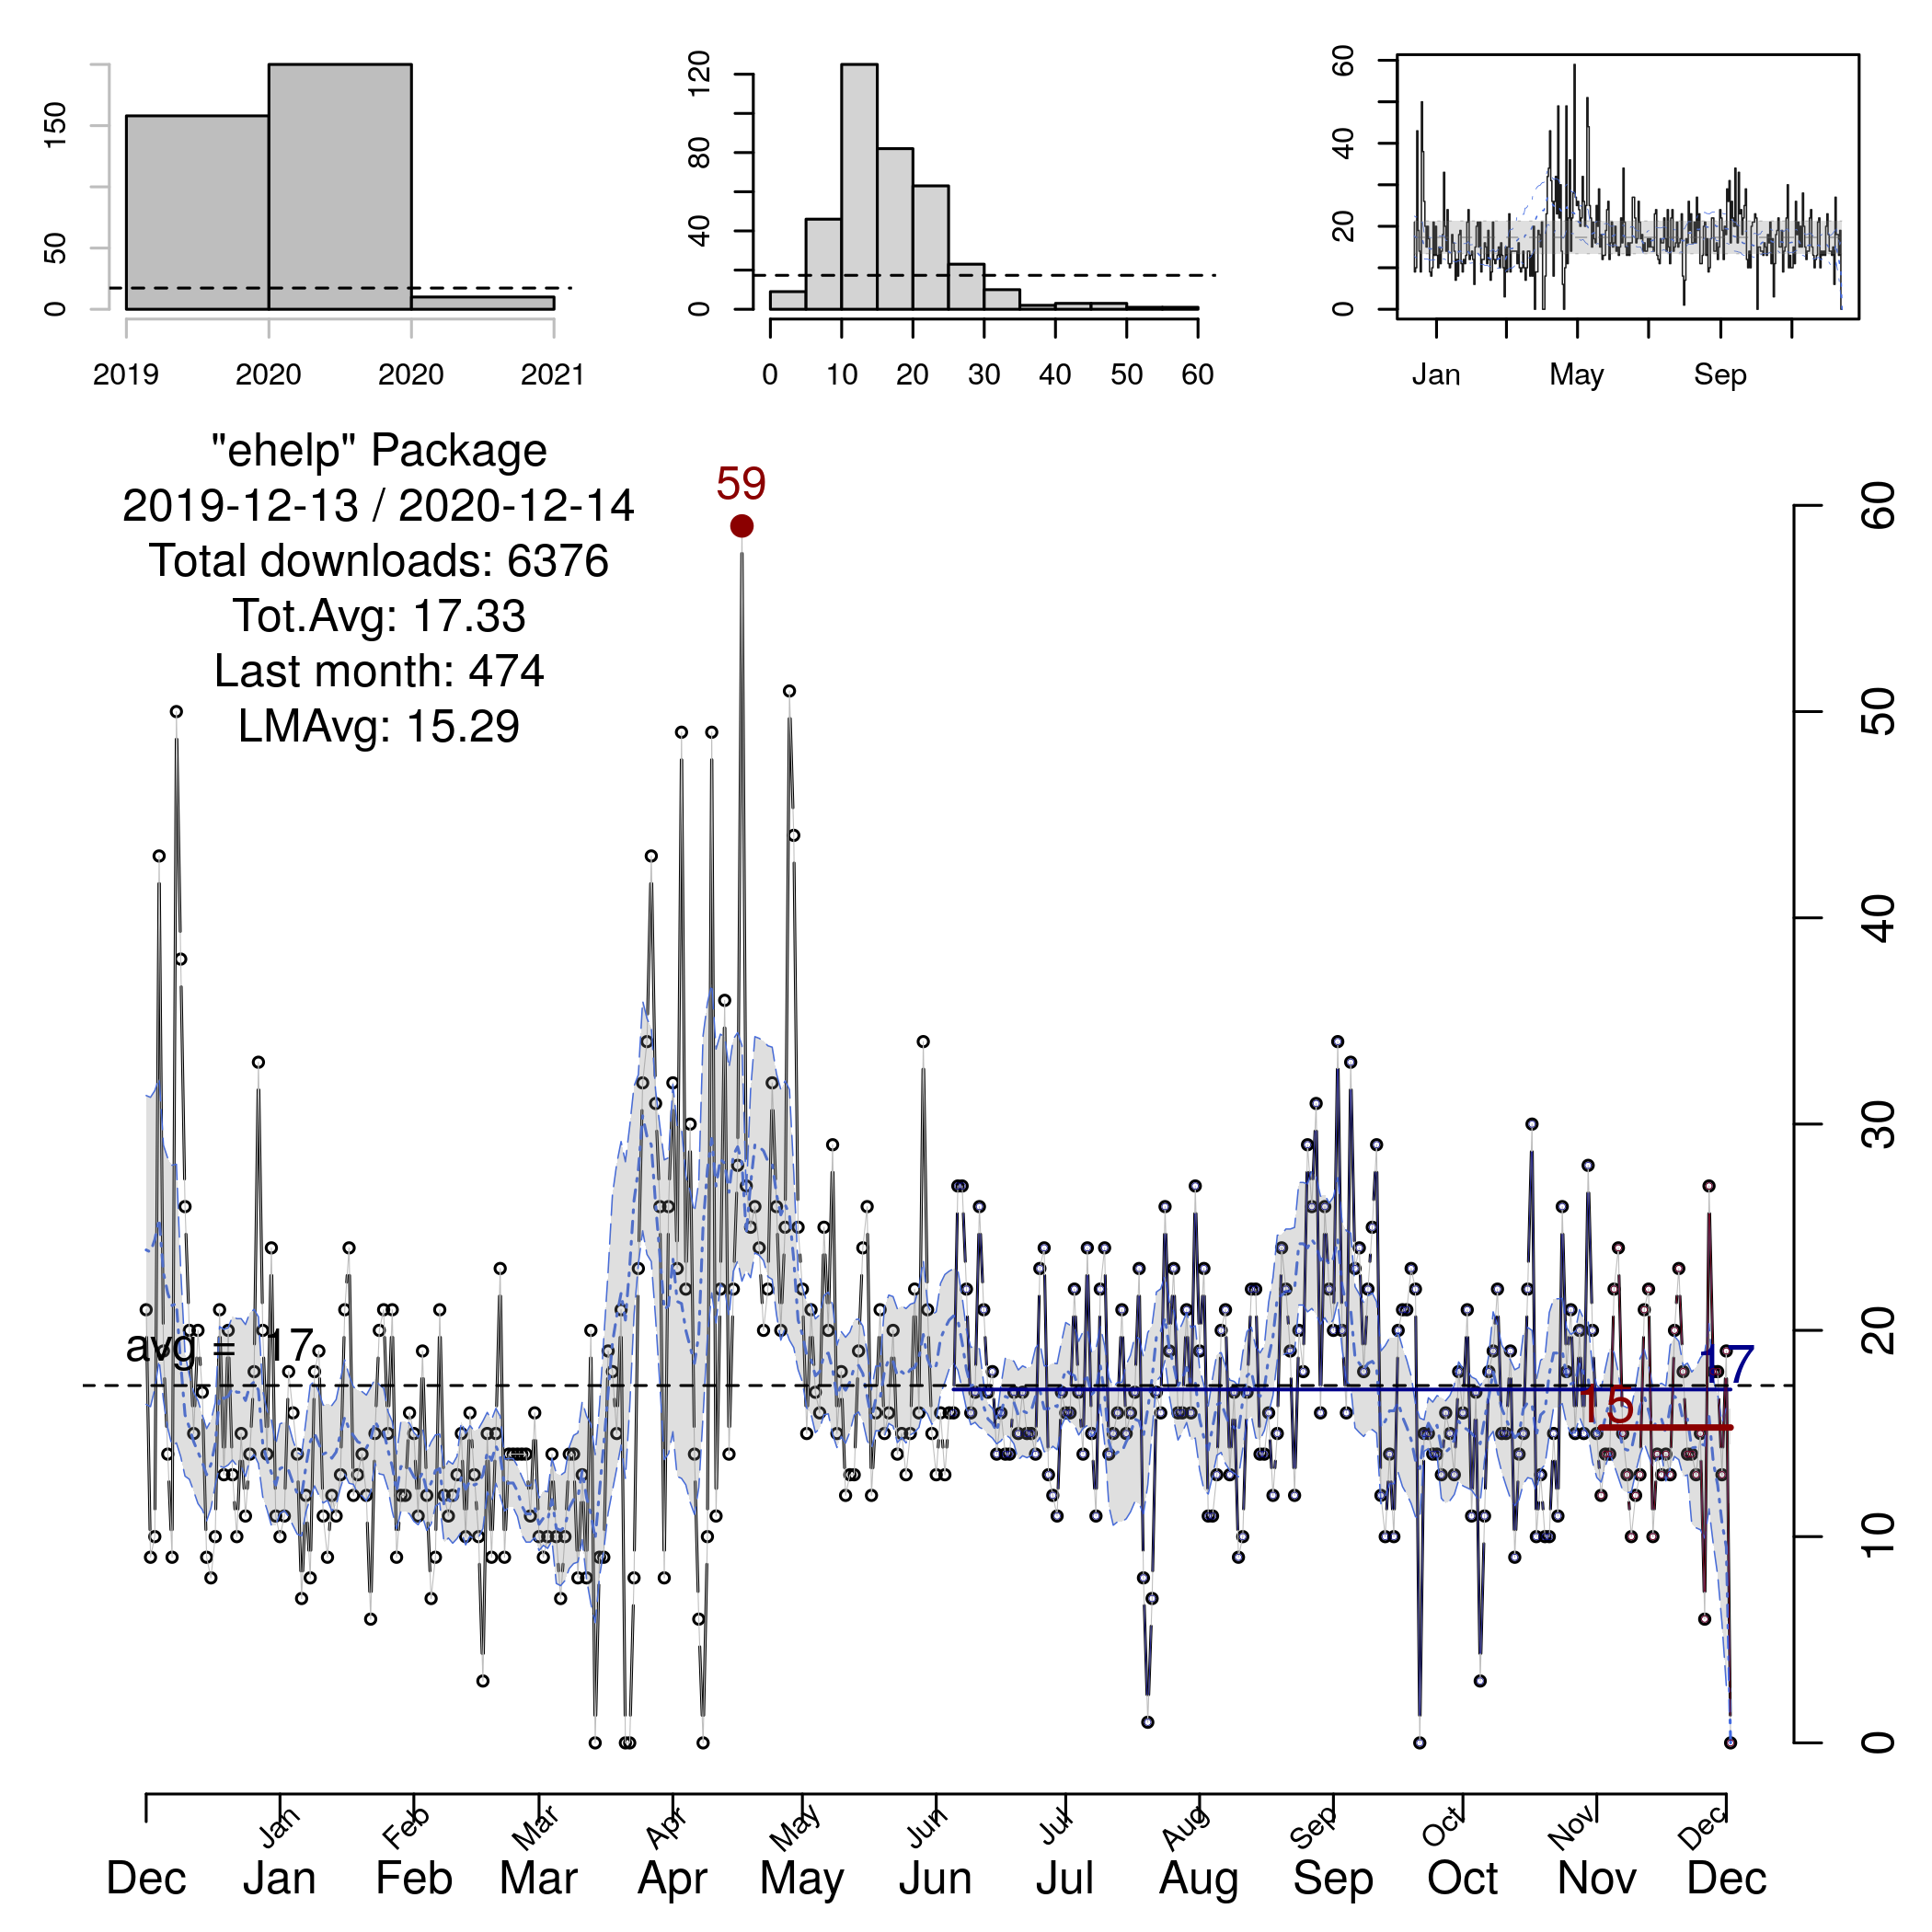 150
50
0
2019 2020 2020 2021
120
80
40
0
0 10 20 30 40 50 60
60
40
20
0
Jan May Sep
"ehelp" Package
2019-12-13 / 2020-12-14
Total downloads: 6376
Tot.Avg: 17.33
Last month: 474
LMAvg: 15.29
59
avg = 17
17
15
60
50
40
30
20
10
0
Jan Feb Mar Apr May Jun Jul Aug Sep Oct Nov Dec
Dec Jan Feb Mar Apr May Jun Jul Aug Sep Oct Nov Dec